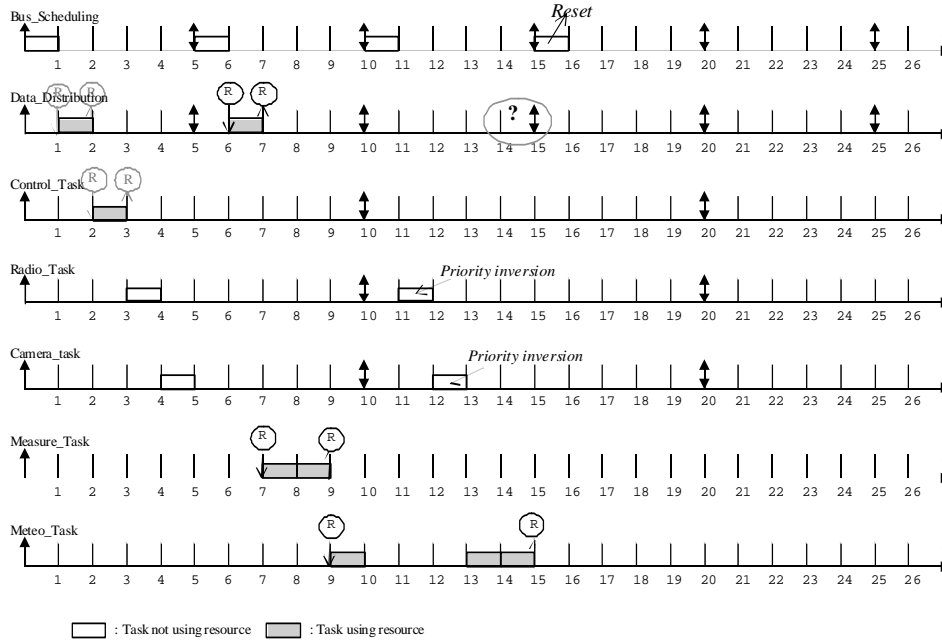 Reset
Bus_Scheduling
1 2 3 4 5 6 7 8 9 10 11 12 13 14 15 16 17 18 19 20 21 22 23 24 25 26
R R R R
Data_Distribution
?
1 2 3 4 5 6 7 8 9 10 11 12 13 14 15 16 17 18 19 20 21 22 23 24 25 26
R R
Control_Task
1 2 3 4 5 6 7 8 9 10 11 12 13 14 15 16 17 18 19 20 21 22 23 24 25 26
Radio_Task
Priority inversion
1 2 3 4 5 6 7 8 9 10 11 12 13 14 15 16 17 18 19 20 21 22 23 24 25 26
Camera_task
Priority inversion
1 2 3 4 5 6 7 8 9 10 11 12 13 14 15 16 17 18 19 20 21 22 23 24 25 26
R R
Measure_Task
1 2 3 4 5 6 7 8 9 10 11 12 13 14 15 16 17 18 19 20 21 22 23 24 25 26
R R
Meteo_Task
1 2 3 4 5 6 7 8 9 10 11 12 13 14 15 16 17 18 19 20 21 22 23 24 25 26
: Task not using resource : Task using resource